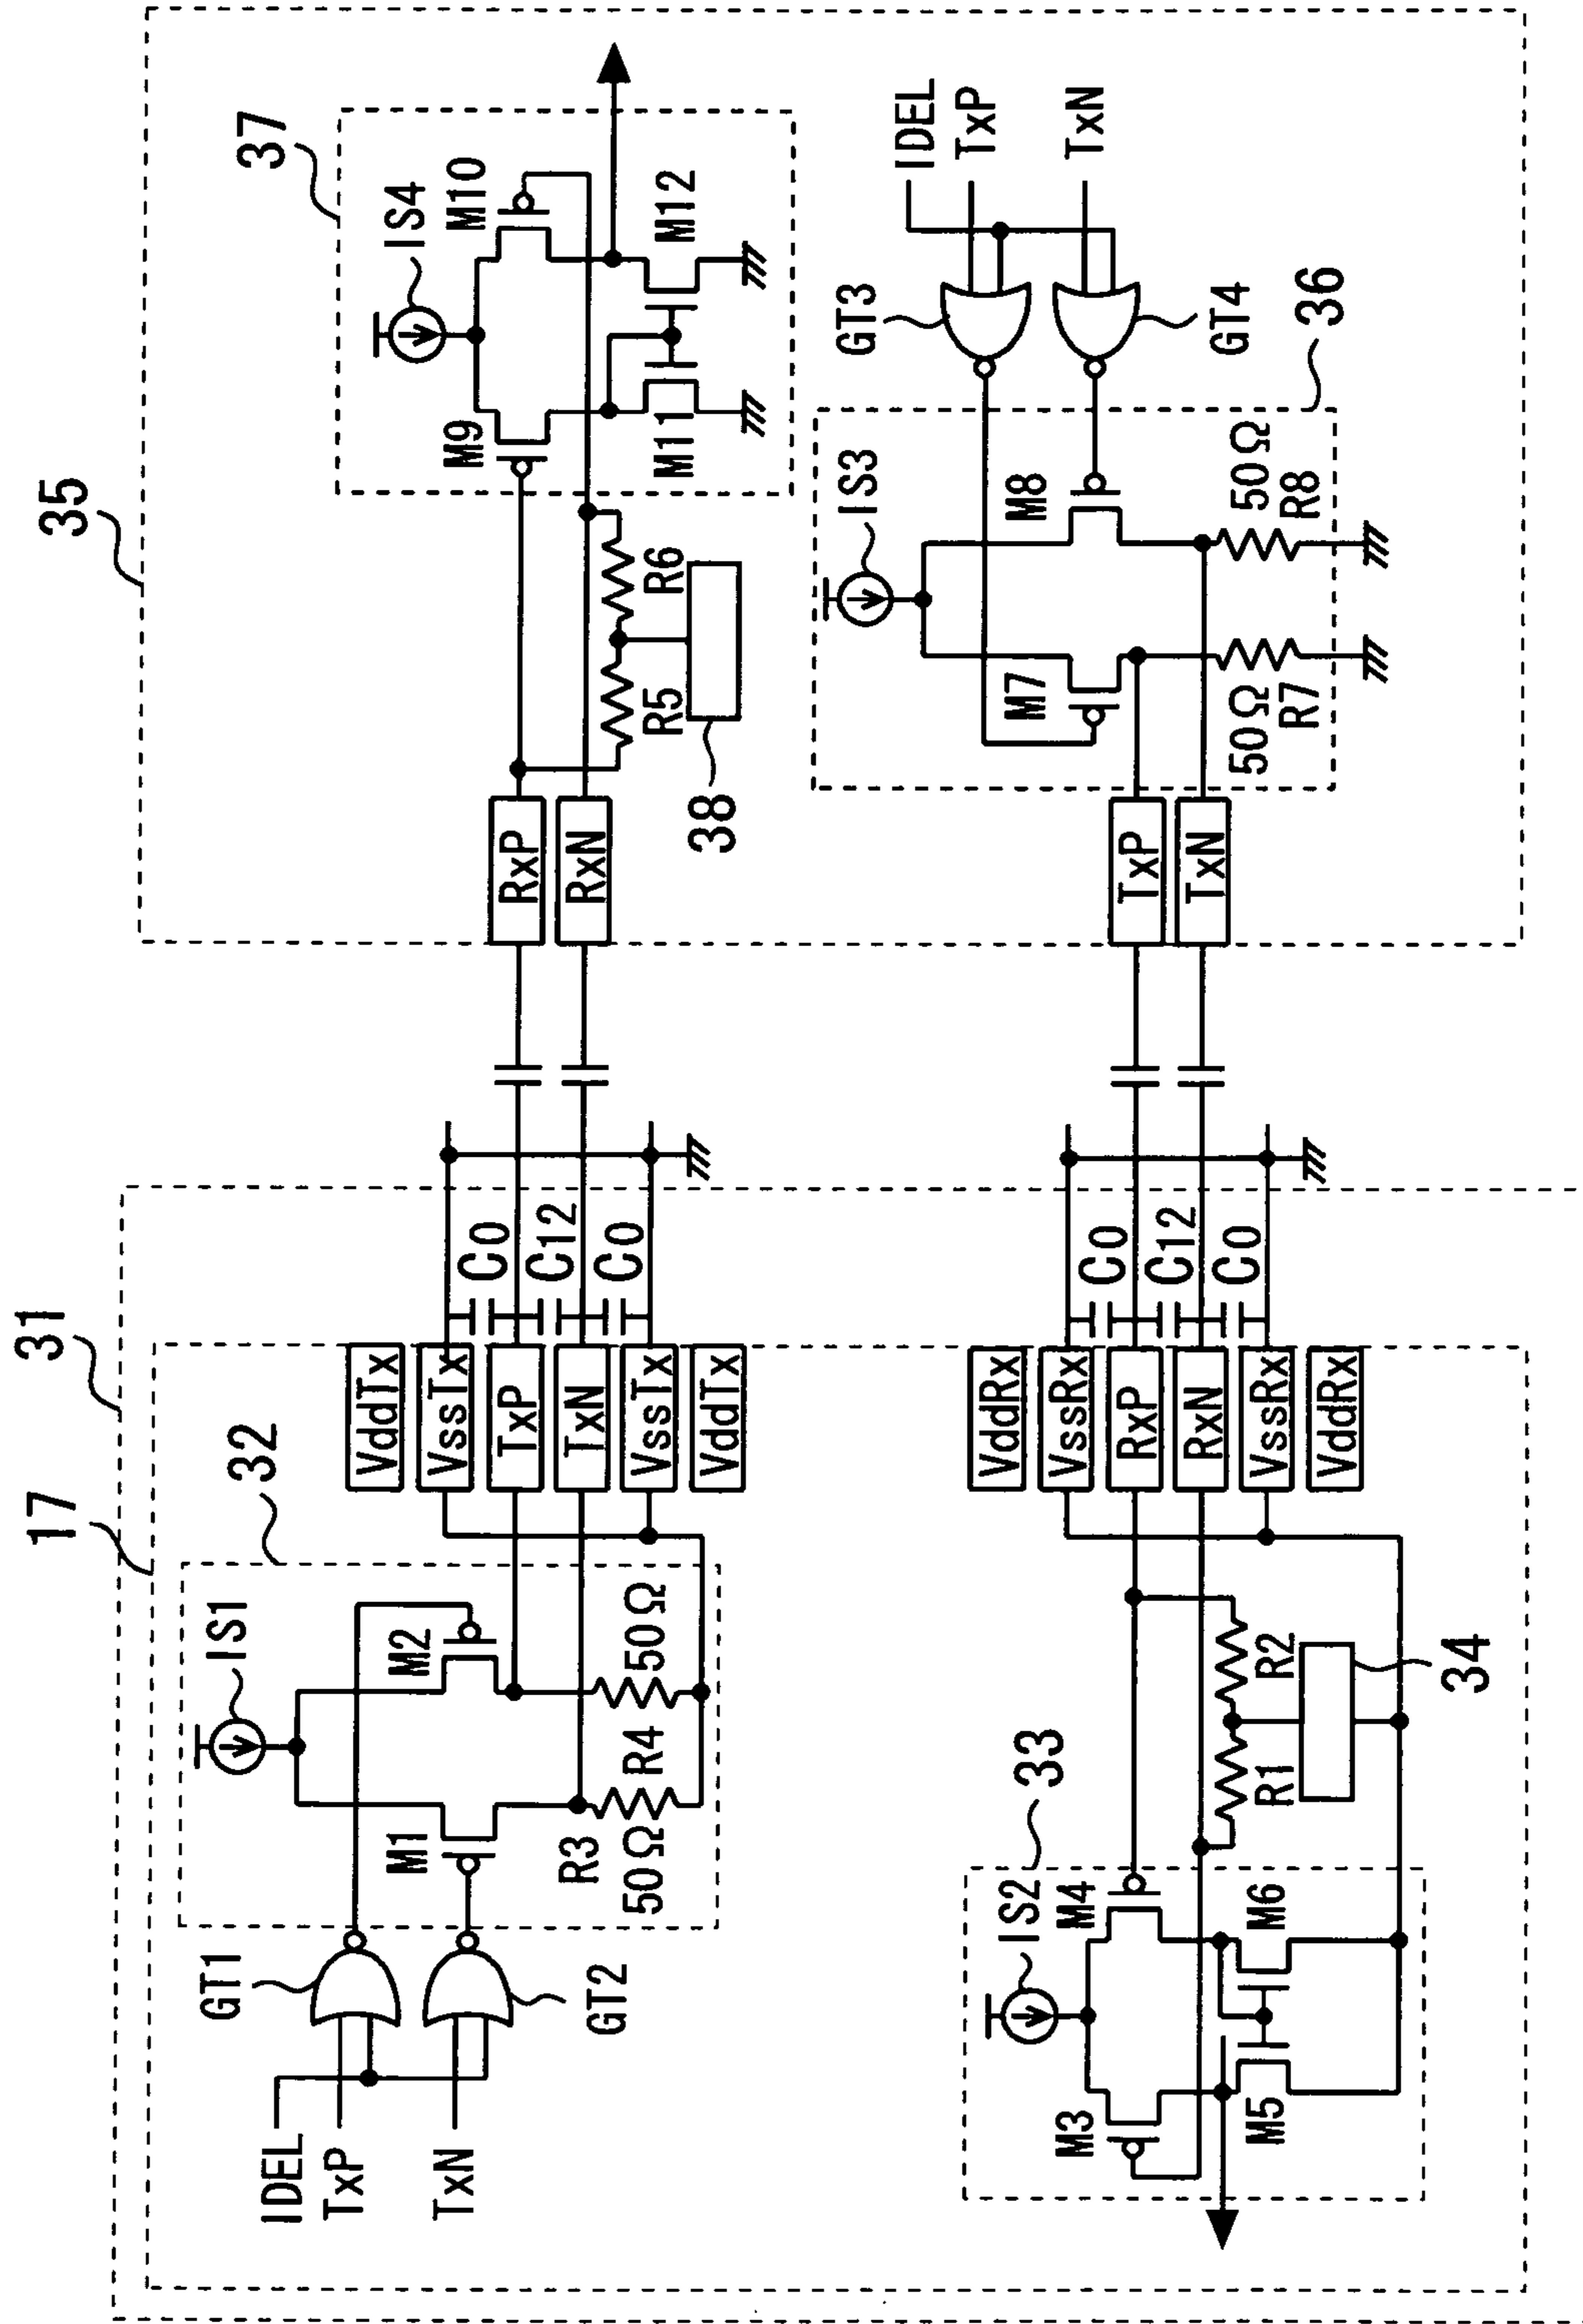 31
17
32
IS1
GT1
M1
M2
IDEL
TxP
TxN
GT2
R3
R4
50Ω
50Ω
VddTx
VssTx
TxP
TxN
VssTx
VddTx
C0
C12
C0
33
IS2
M3
M4
M5
M6
R1
R2
34
VddRx
VssRx
RxP
RxN
VssRx
VddRx
C0
C12
C0
35
37
IS4
M9
M10
M11
M12
RxP
RxN
R5
R6
38
IDEL
TxP
TxN
GT3
GT4
36
IS3
M7
M8
50Ω
R7
50Ω
R8
TxP
TxN